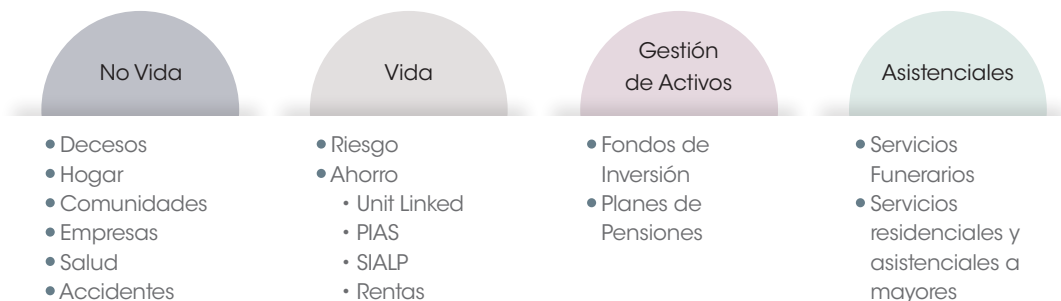 No Vida
• Decesos
• Hogar
• Comunidades
• Empresas
• Salud
• Accidentes
Vida
• Riesgo
• Ahorro
• Unit Linked
• PIAS
• SIALP
• Rentas
Gestión
de Activos
• Fondos de
Inversión
• Planes de
Pensiones
Asistenciales
• Servicios
Funerarios
• Servicios
residenciales y
asistenciales a
mayores